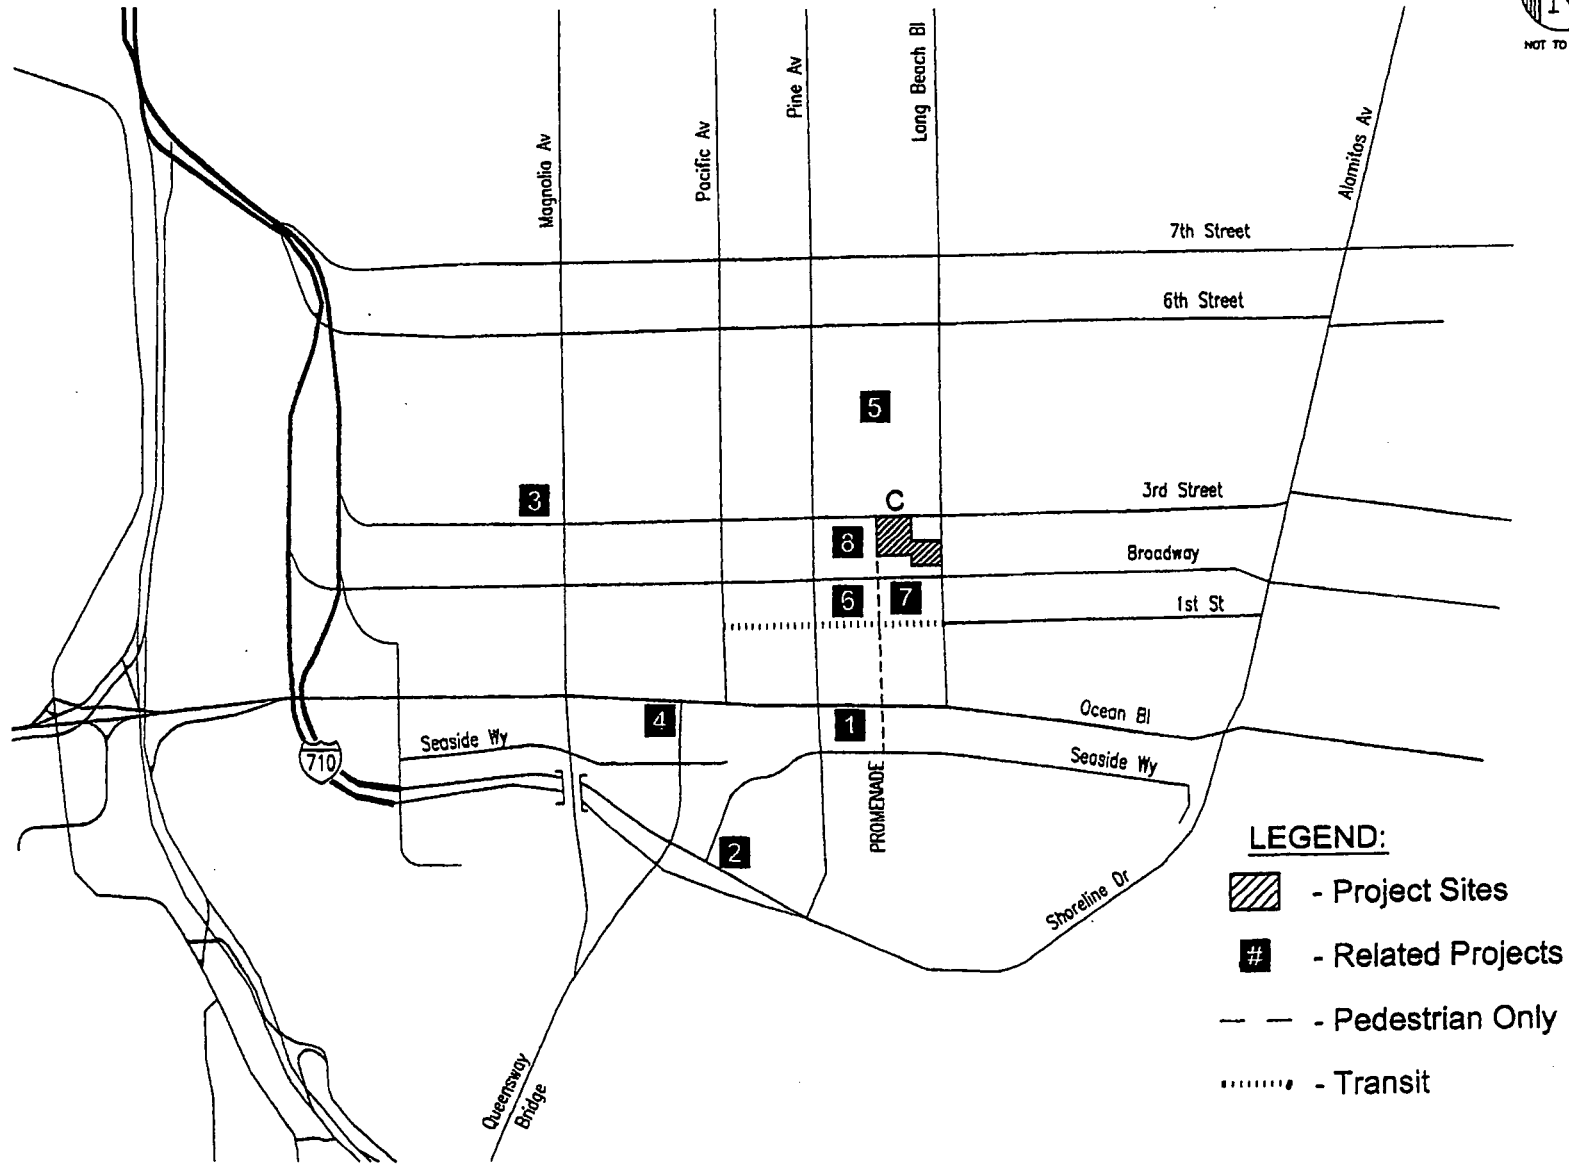 NOT TO
Magnolia Av
Pacific Av
Pine Av
Long Beach Bl
Alamitos Av
7th Street
6th Street
5
3
C
3rd Street
8
Broadway
6
7
1st St
4
1
Ocean Bl
Seaside Wy
710
Seaside Wy
PROMENADE
2
Shoreline Dr
Queensway
Bridge
LEGEND:
- Project Sites
# - Related Projects
- Pedestrian Only
- Transit